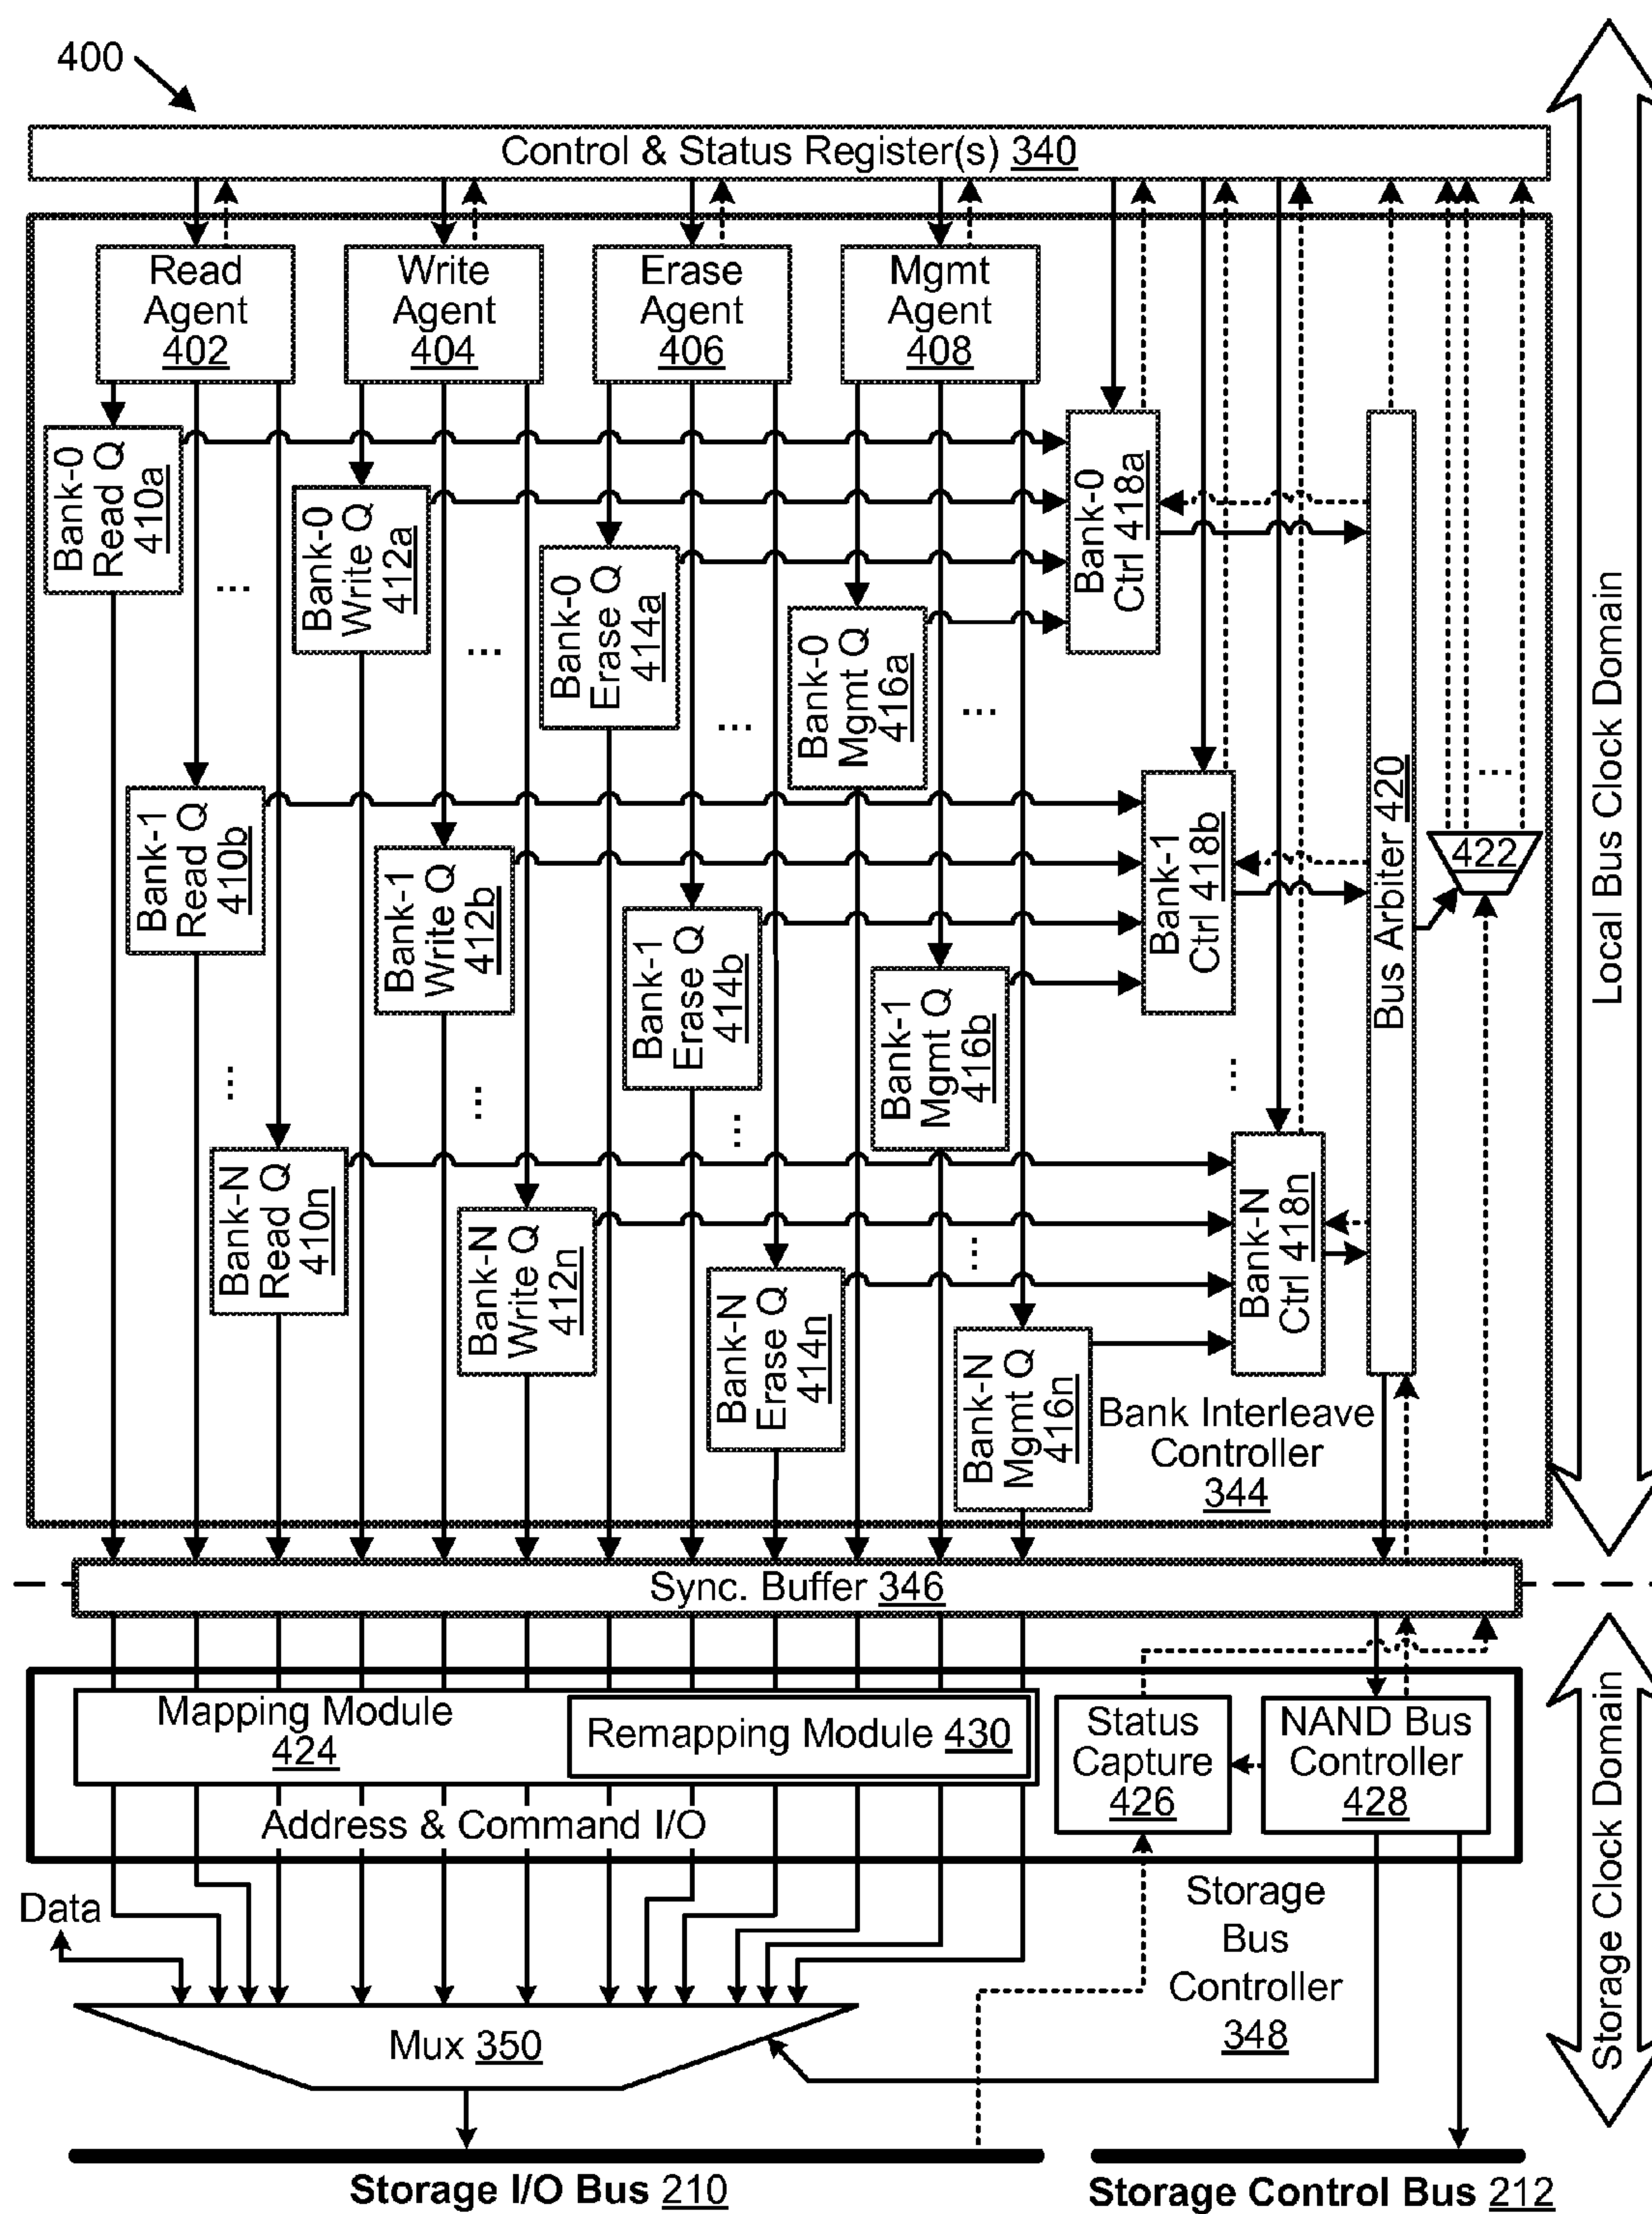 400
Control & Status Register(s) 340
Read
Agent
402
Write
Agent
404
Erase
Agent
406
Mgmt
Agent
408
Bank-0
Read Q
410a
...
Bank-0
Write Q
412a
...
Bank-0
Erase Q
414a
...
Bank-0
Mgmt Q
416a
...
Bank-0
Ctrl 418a
Bank-1
Read Q
410b
...
Bank-1
Write Q
412b
...
Bank-1
Erase Q
414b
...
Bank-1
Mgmt Q
416b
...
Bank-1
Ctrl 418b
...
Bus Arbiter 420
...
422
Bank-N
Read Q
410n
Bank-N
Write Q
412n
Bank-N
Erase Q
414n
Bank-N
Mgmt Q
416n
Bank-N
Ctrl 418n
Bank Interleave
Controller
344
Local Bus Clock Domain
Sync. Buffer 346
Mapping Module
424
Remapping Module 430
Status
Capture
426
NAND Bus
Controller
428
Address & Command I/O
Data
Storage
Bus
Controller
348
Storage Clock Domain
Mux 350
Storage I/O Bus 210
Storage Control Bus 212